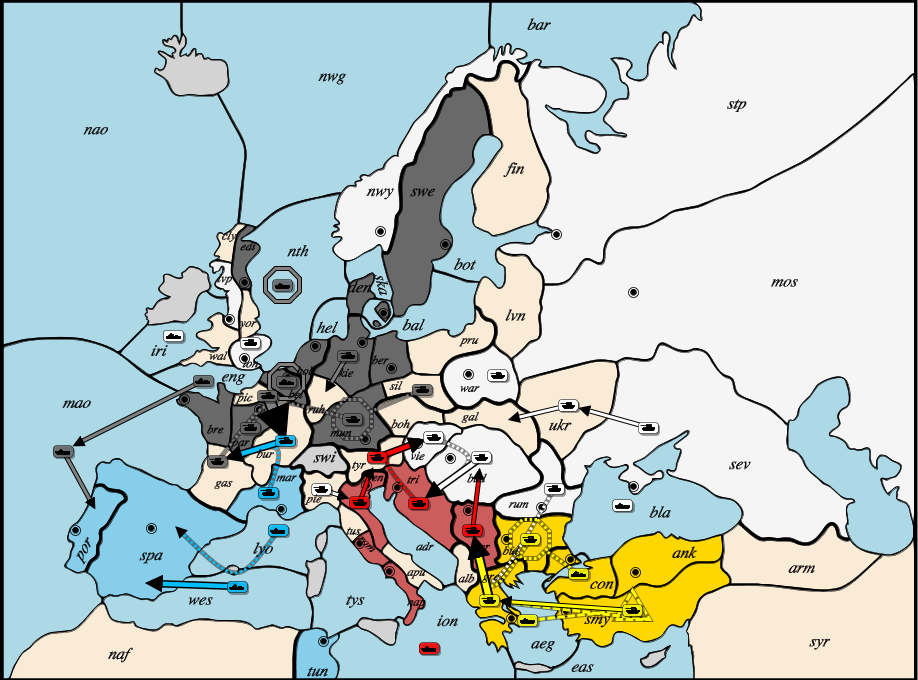 bar
nwg
stp
nao
fin
nwy
swe
cly
edi
nth
bot
ska
mos
lvp
den
lvn
yor
hel
bal
iri
pru
wal
lon
eng
kie
ber
war
mao
sil
bel
pic
ruh
gal
ukr
bre
par
mun
boh
bur
swi
tyr
vie
sev
gas
mar
pie
ven
tri
bud
rum
bla
por
spa
lyo
tus
adr
bul
ank
wes
apu
alb
gre
con
arm
tys
nap
ion
smy
aeg
syr
naf
tun
eas